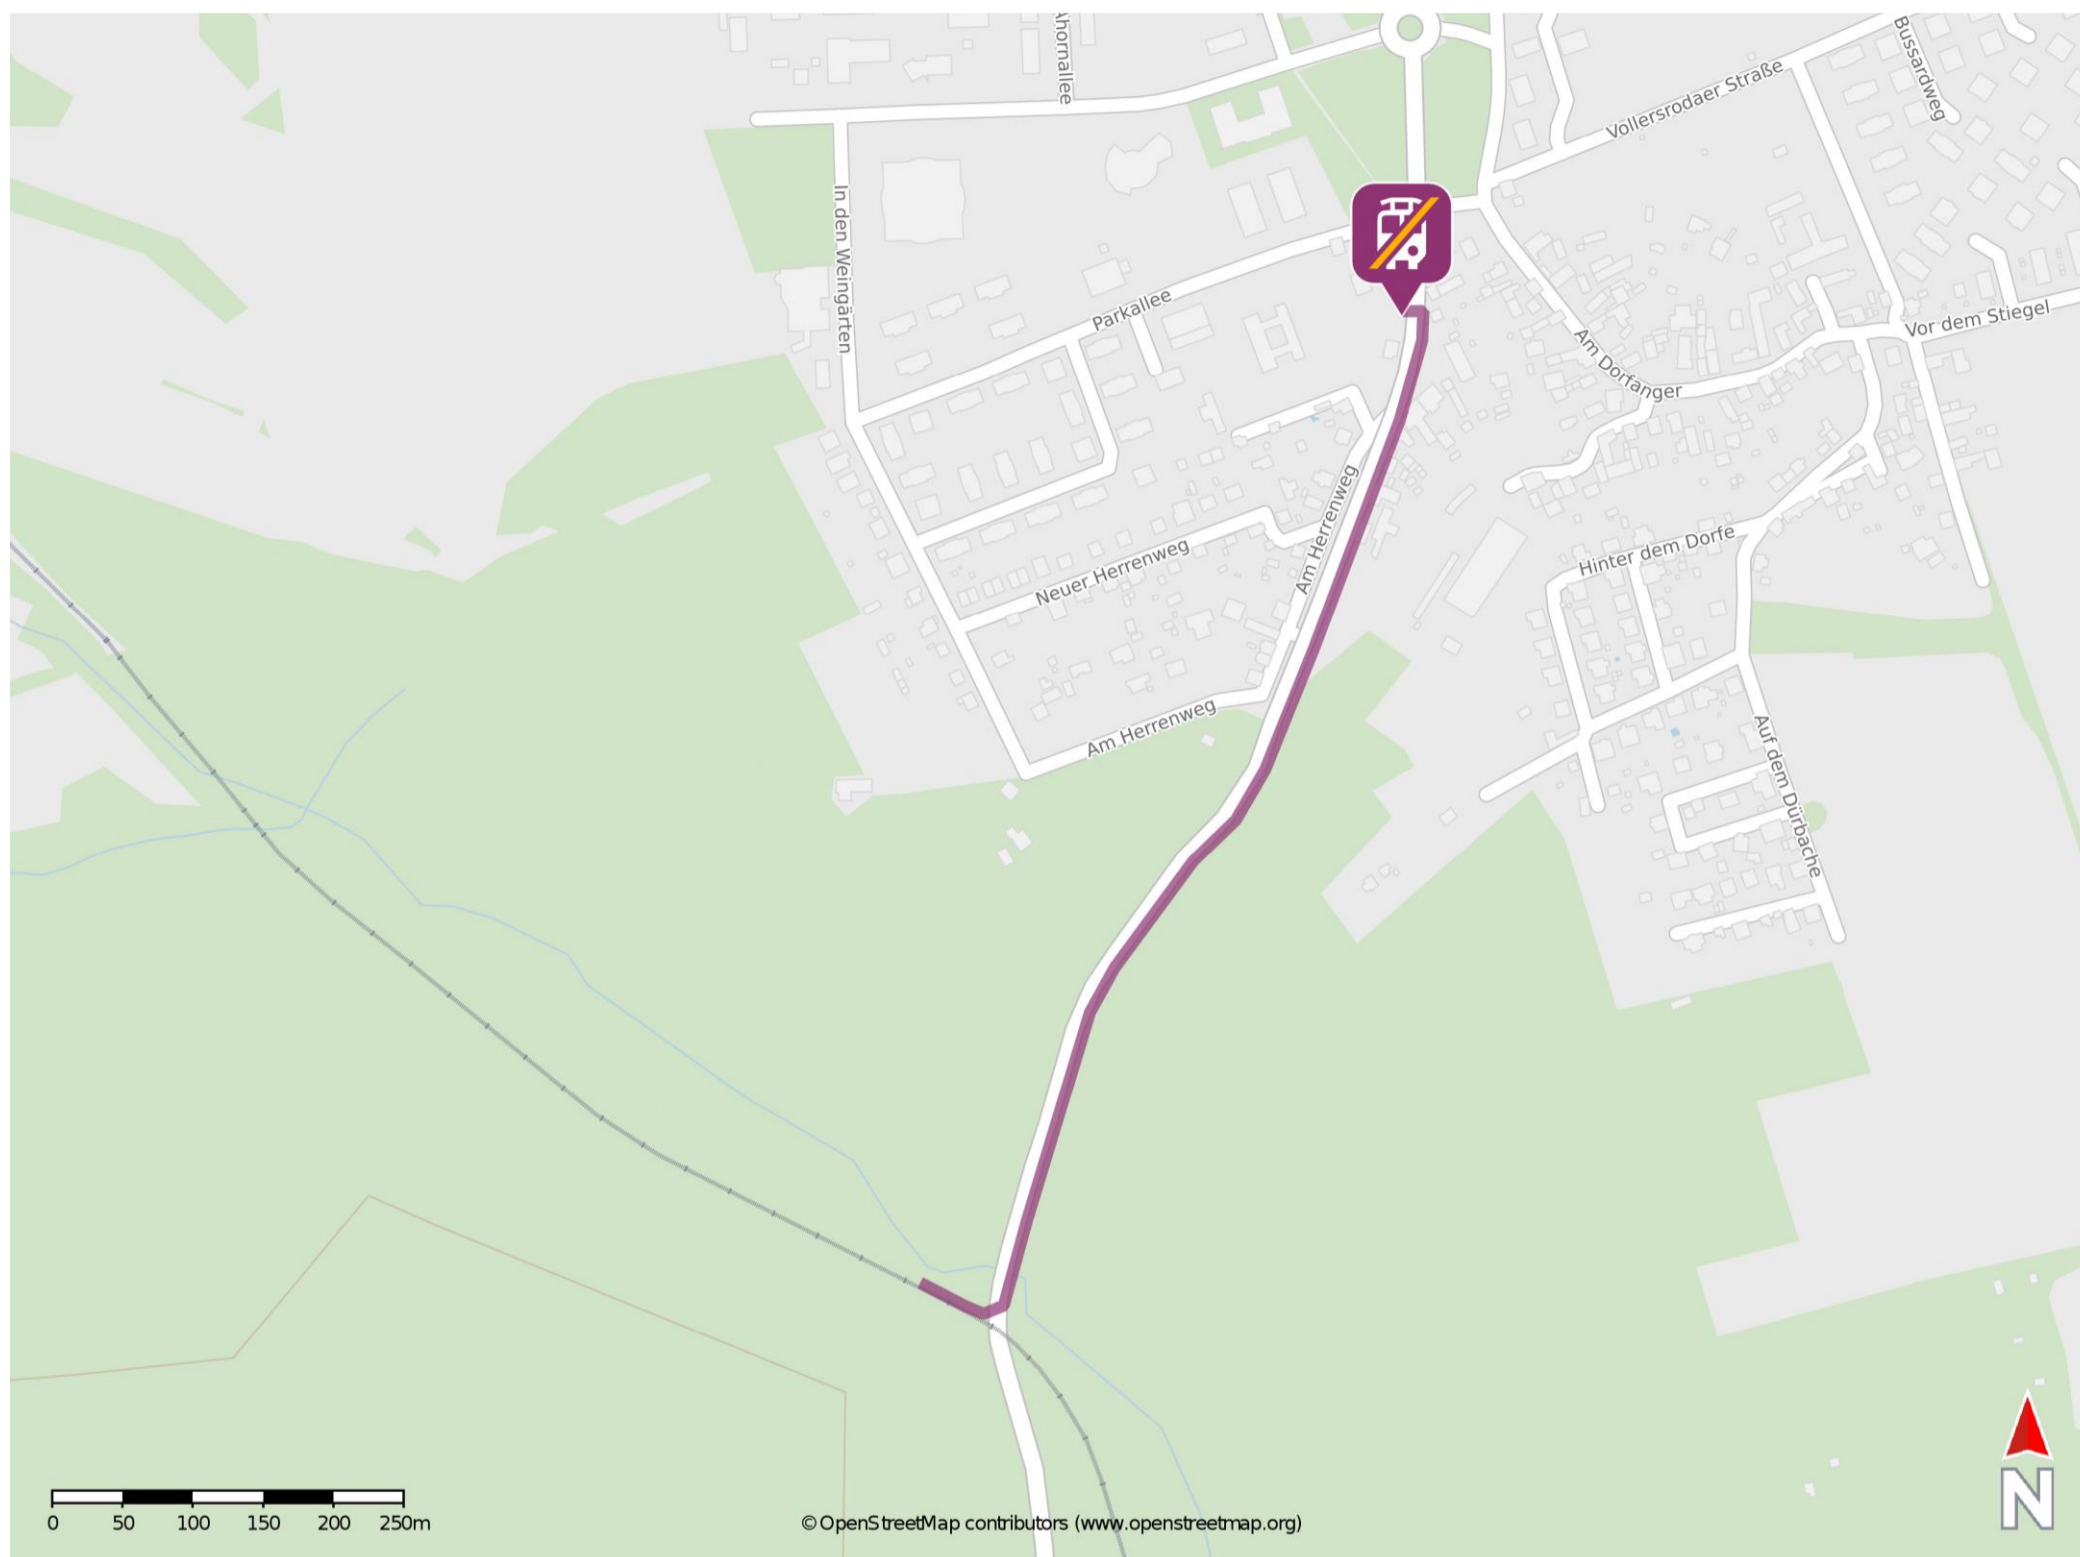 Ahornallee
Bussardweg
Vollersrodaer Straße
In den Weingärten
Parkallee
Vor dem Stiegel
Am Dorfanger
Am Herrenweg
Neuer Herrenweg
Hinter dem Dorfe
Am Herrenweg
Auf dem Dürbache
N
0 50 100 150 200 250m
© OpenStreetMap contributors (www.openstreetmap.org)